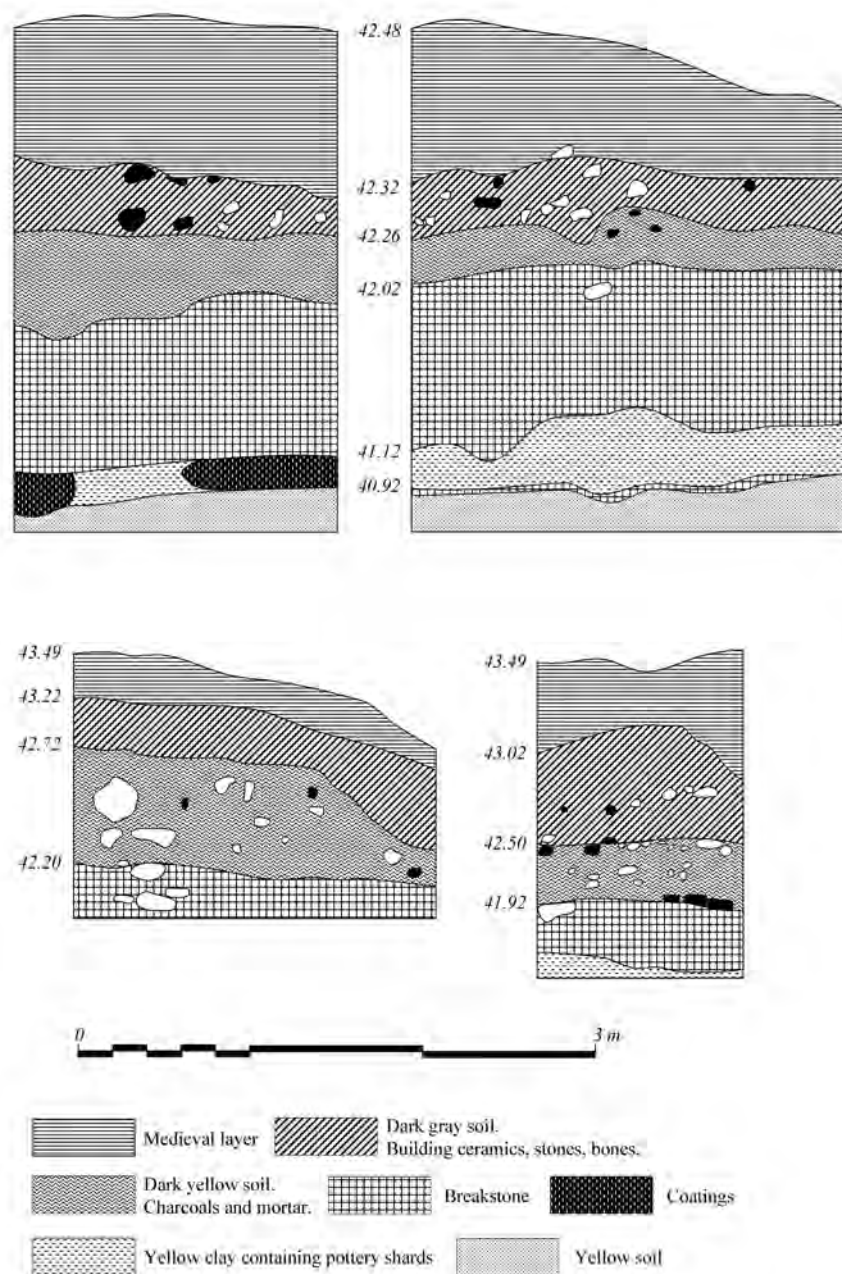 42.48
42.32
42.26
42.02
41.12
40.92
43.49
43.22
42.72
42.20
43.49
43.02
42.50
41.92
0 3 m
Medieval layer
Dark gray soil.
Building ceramics, stones, bones.
Dark yellow soil.
Charcoals and mortar.
Breakstone
Coatings
Yellow clay containing pottery shards
Yellow soil